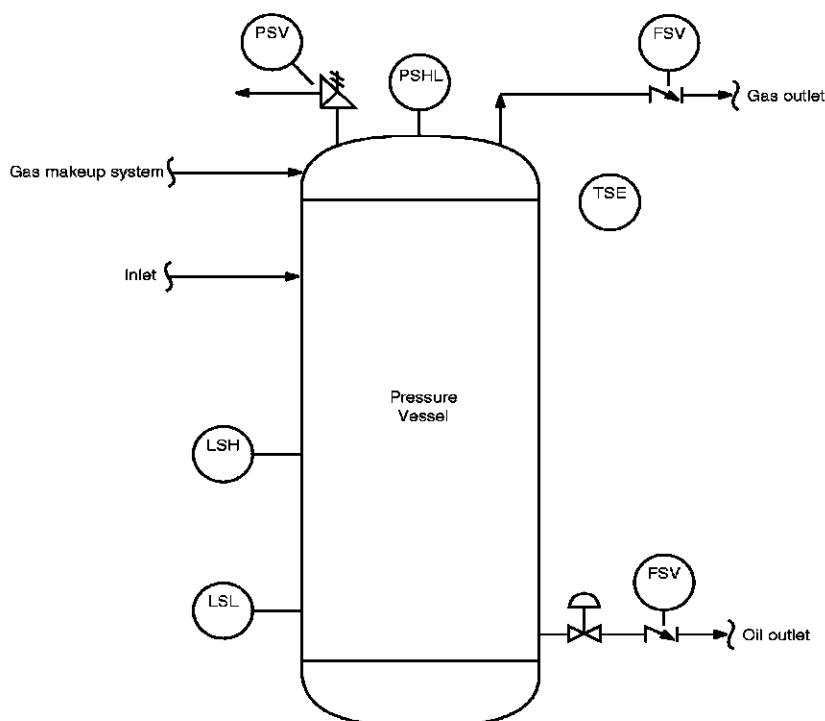 PSV
FSV
PSHL
Gas outlet
Gas makeup system
TSE
Inlet
Pressure
Vessel
LSH
LSL
FSV
Oil outlet